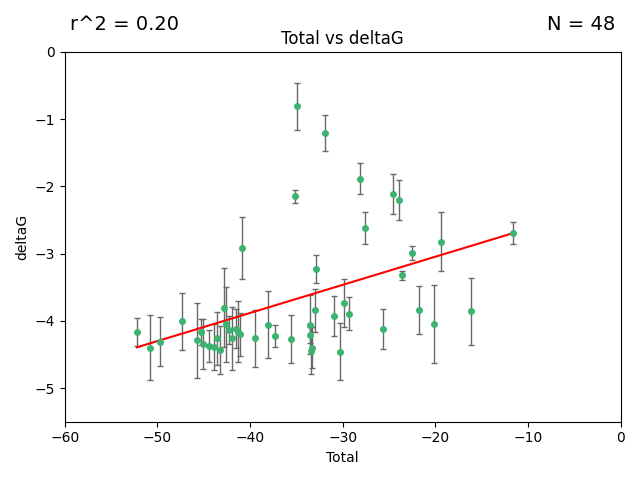 r^2 = 0.20
N = 48
Total vs deltaG
0
−1
−2
−3
−4
−5
deltaG
−60
−50
−40
−30
−20
−10
0
Total